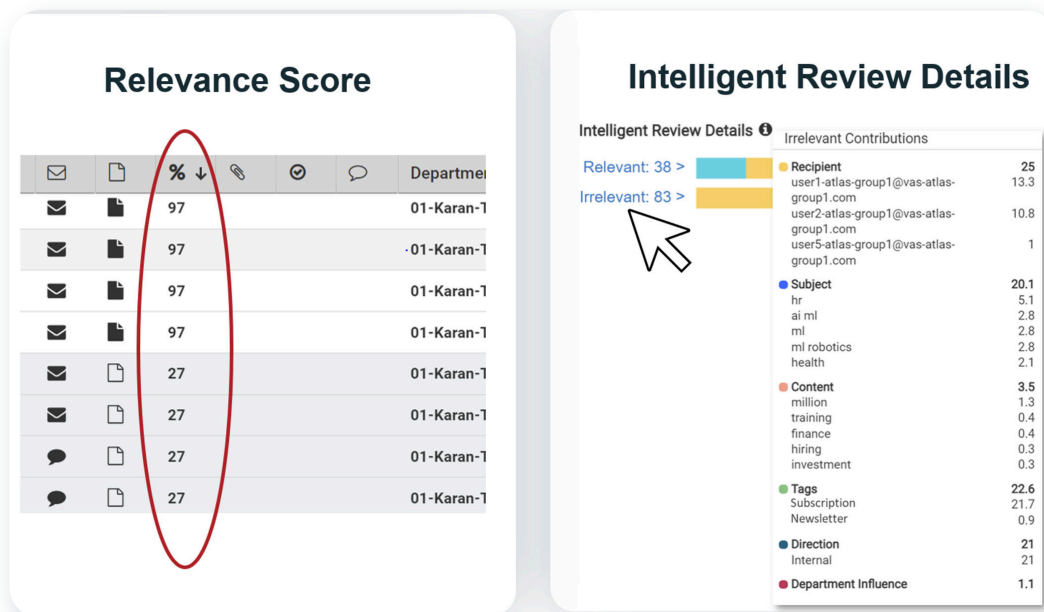 Relevance Score
% ↓ Departme
97 01-Karan-T
97 01-Karan-T
97 01-Karan-T
97 01-Karan-T
27 01-Karan-T
27 01-Karan-T
27 01-Karan-T
27 01-Karan-T
Intelligent Review Details
Intelligent Review Details
Relevant: 38 >
Irrelevant: 83 >
Irrelevant Contributions
Recipient 25
user1-atlas-group1@vas-atlas- 13.3
group1.com
user2-atlas-group1@vas-atlas- 10.8
group1.com
user5-atlas-group1@vas-atlas- 1
group1.com
Subject 20.1
hr 5.1
ai ml 2.8
ml 2.8
ml robotics 2.8
health 2.1
Content 3.5
million 1.3
training 0.4
finance 0.4
hiring 0.3
investment 0.3
Tags 22.6
Subscription 21.7
Newsletter 0.9
Direction 21
Internal 21
Department Influence 1.1